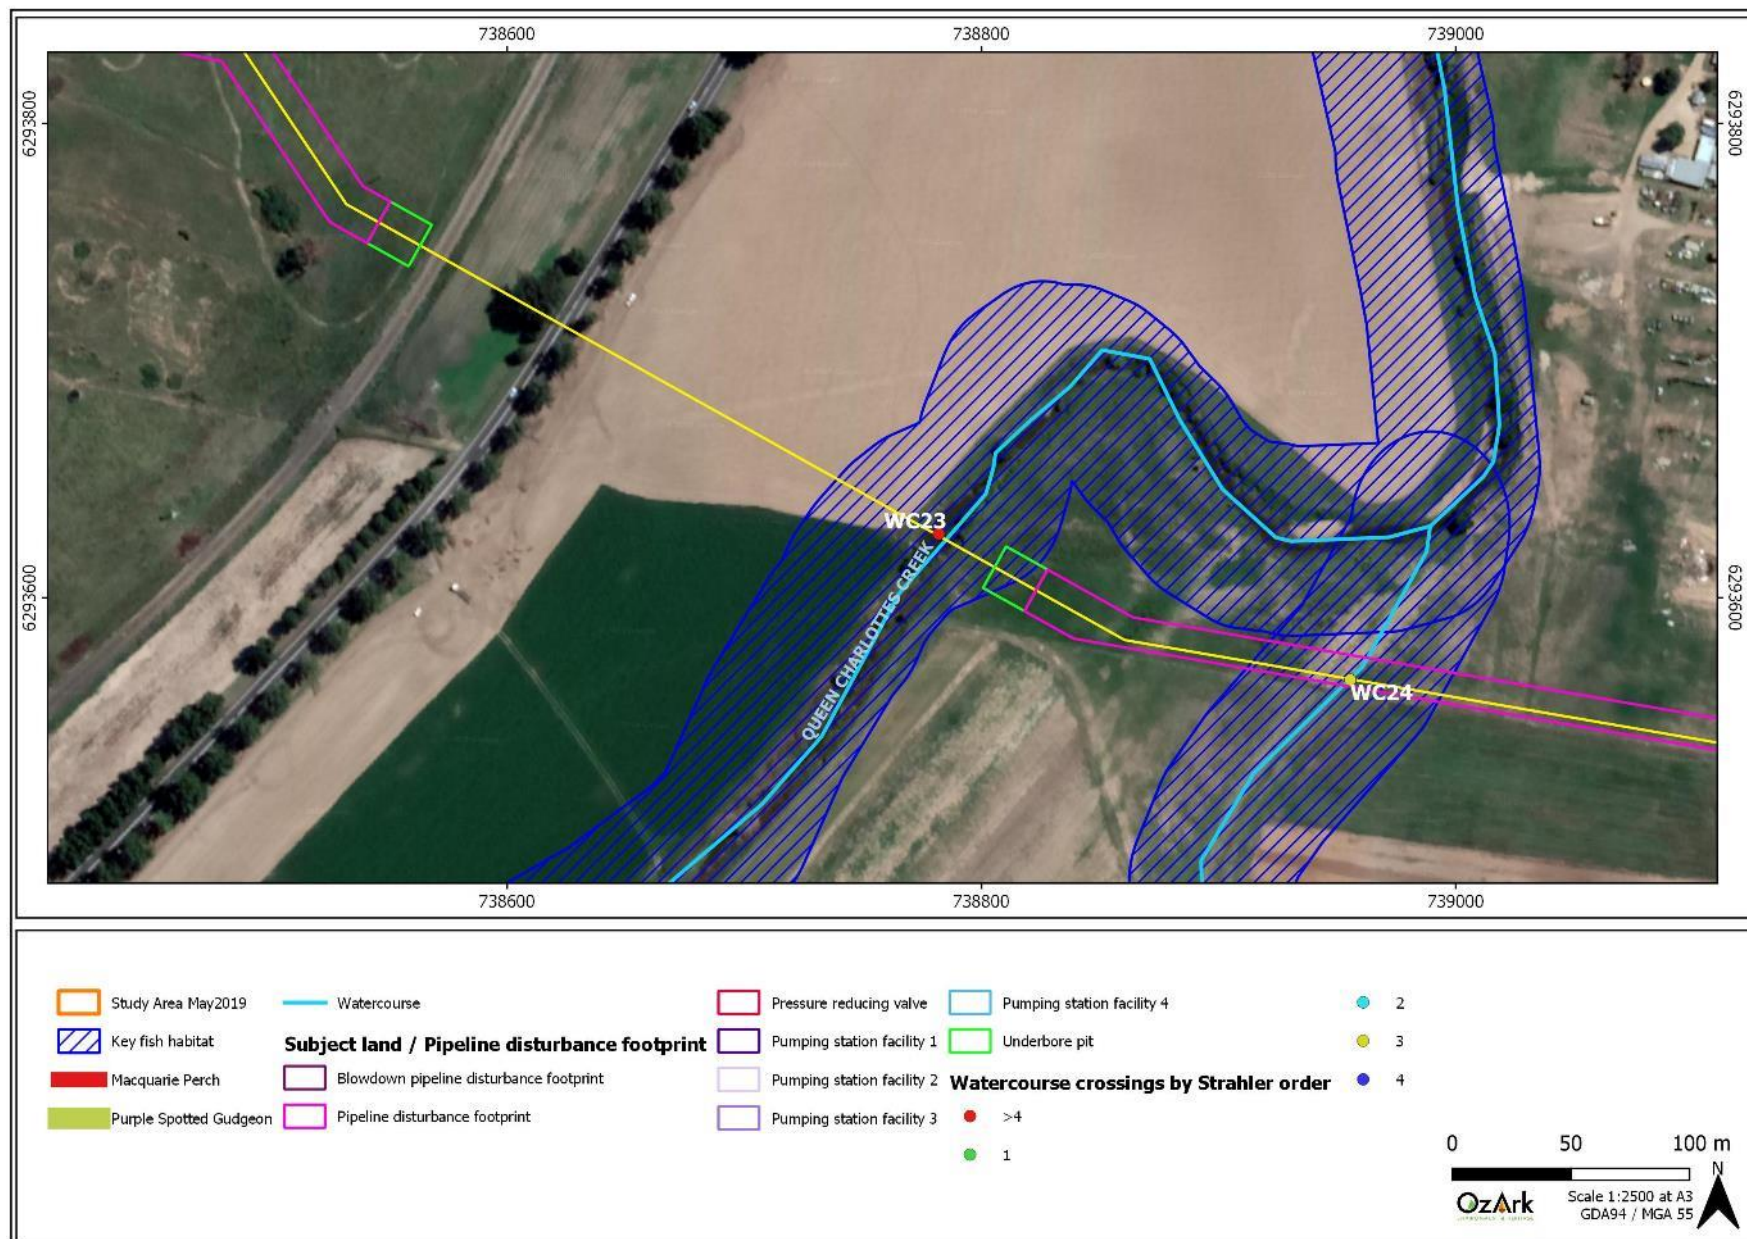 738600 738800 739000
6293800 6293800
WC23
QUEEN CHARLOTTES CREEK
6293600 6293600
WC24
738600 738800 739000
Study Area May2019
Key fish habitat
Macquarie Perch
Purple Spotted Gudgeon
Watercourse
Subject land / Pipeline disturbance footprint
Blowdown pipeline disturbance footprint
Pipeline disturbance footprint
Pressure reducing valve
Pumping station facility 1
Pumping station facility 2
Pumping station facility 3
Pumping station facility 4
Underbore pit
Watercourse crossings by Strahler order
>4
1
2
3
4
0 50 100 m
N
OzArk
Scale 1:2500 at A3
GDA94 / MGA 55